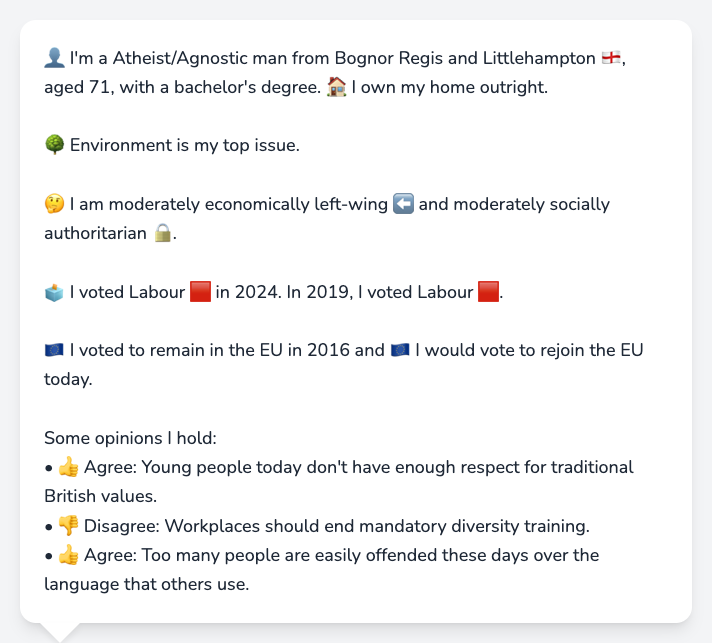 👤 I'm a Atheist/Agnostic man from Bognor Regis and Littlehampton 🏴󠁧󠁢󠁥󠁮󠁧󠁿,
aged 71, with a bachelor's degree. 🏠 I own my home outright.
🌳 Environment is my top issue.
🤔 I am moderately economically left-wing ⬅️ and moderately socially
authoritarian 🔒.
🗳️ I voted Labour 🟥 in 2024. In 2019, I voted Labour 🟥.
🇪🇺 I voted to remain in the EU in 2016 and 🇪🇺 I would vote to rejoin the EU
today.
Some opinions I hold:
• 👍 Agree: Young people today don't have enough respect for traditional
British values.
• 👎 Disagree: Workplaces should end mandatory diversity training.
• 👍 Agree: Too many people are easily offended these days over the
language that others use.